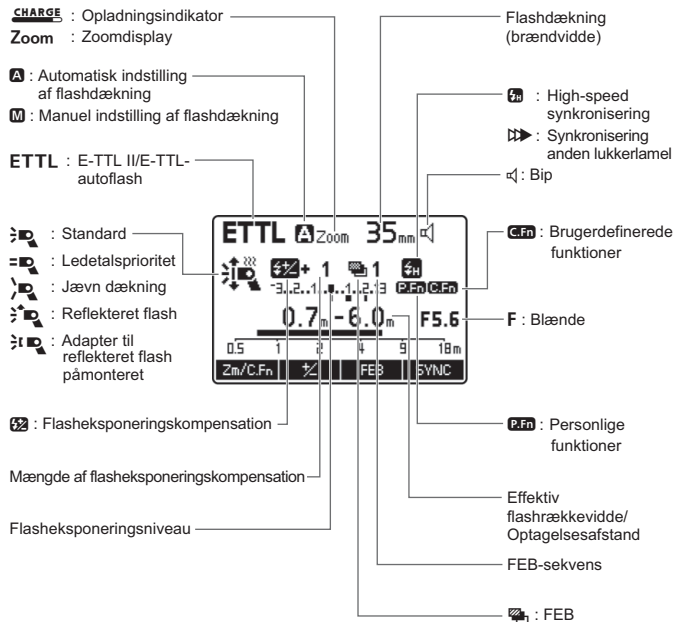 CHARGE : Opladningsindikator
Zoom : Zoomdisplay
A : Automatisk indstilling
af flashdækning
M : Manuel indstilling af flashdækning
ETTL : E-TTL II/E-TTL-
autoflash
: Standard
: Ledetalsprioritet
: Jævn dækning
: Reflekteret flash
: Adapter til
reflekteret flash
påmonteret
: Flasheksponeringskompensation
Mængde af flasheksponeringskompensation
Flasheksponeringsniveau
Flashdækning
(brændvidde)
H : High-speed
synkronisering
: Synkronisering
anden lukkerlamel
: Bip
C.Fn : Brugerdefinerede
funktioner
F : Blænde
P.Fn : Personlige
funktioner
Effektiv
flashrækkevidde/
Optagelsesafstand
FEB-sekvens
: FEB
ETTL A Zoom 35mm
+ 1 1 H
-3..2..1..■..1..2.+3 P.Fn C.Fn
0.7m - 6.0m F5.6
0.5 1 2 4 9 18m
Zm/C.Fn +/- FEB SYNC